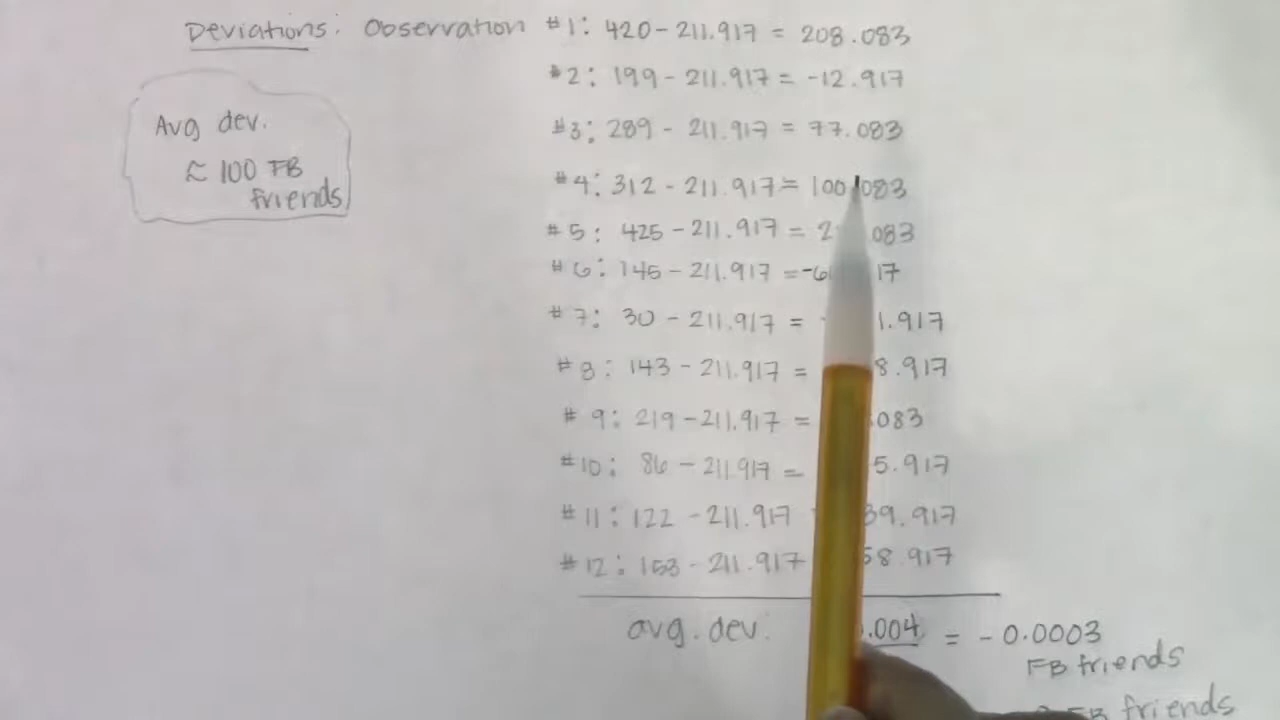 Deviations: Observation #1: 420 - 211.917 = 208.083
#2: 199 - 211.917 = -12.917
Avg dev.
≈ 100 FB
friends
#3: 289 - 211.917 = 77.083
#4: 312 - 211.917 = 100.083
#5: 425 - 211.917 = 2 083
#6: 145 - 211.917 = -6 17
#7: 30 - 211.917 = 1.917
#8: 143 - 211.917 = 8.917
#9: 219 - 211.917 = 083
#10: 86 - 211.917 = 5.917
#11: 122 - 211.917 39.917
#12: 153 - 211.917 58.917
avg. dev. .004 = -0.0003
FB friends
FB friends